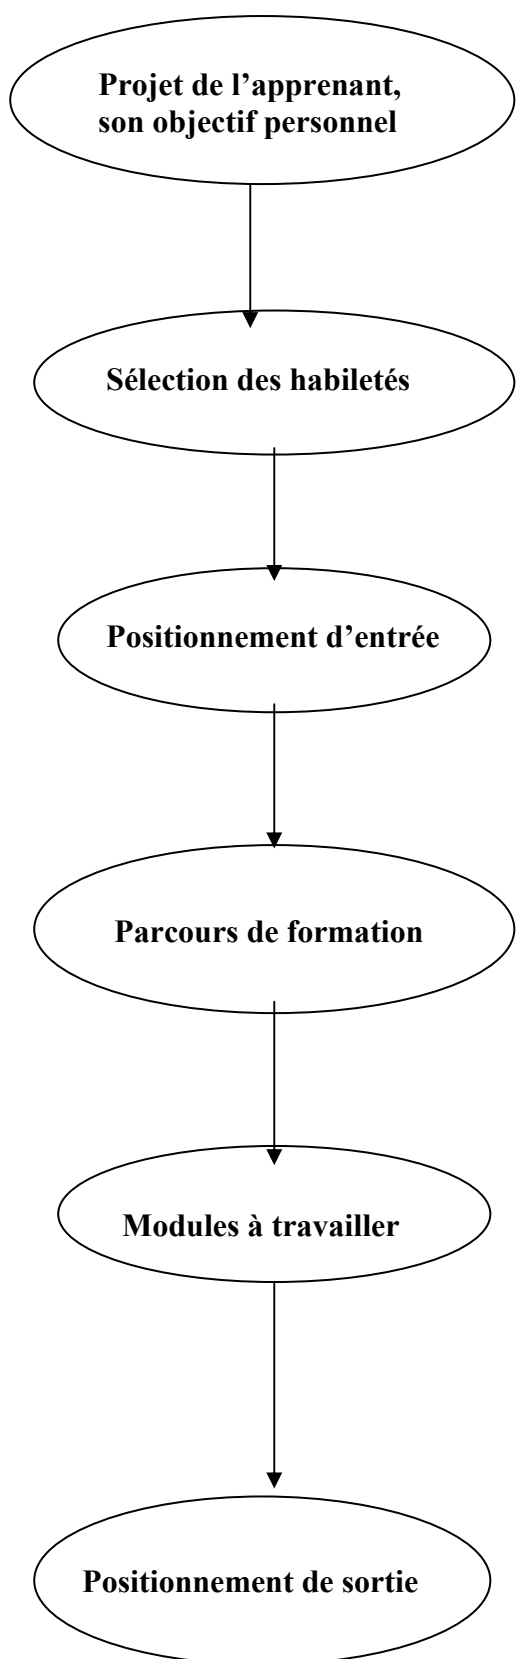 Projet de l’apprenant,
son objectif personnel
Sélection des habiletés
Positionnement d’entrée
Parcours de formation
Modules à travailler
Positionnement de sortie